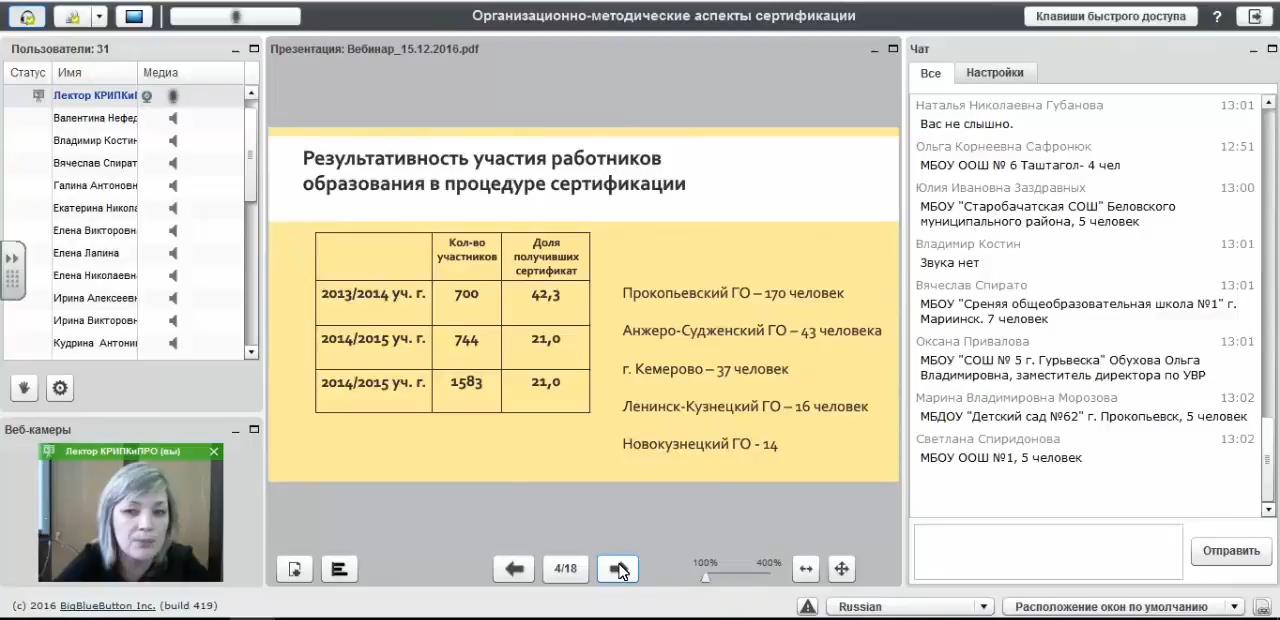 Организационно-методические аспекты сертификации
Клавиши быстрого доступа
?
Пользователи: 31
Статус Имя Медиа
Лектор КРИПКиІ
Валентина Нефед
Владимир Костин
Вячеслав Спират
Галина Антоновн
Екатерина Никола
Елена Викторовн
Елена Лапина
Елена Николаевн
Ирина Алексеевн
Ирина Викторовн
Кудрина Антони
Веб-камеры
Лектор КРИПКиПРО (вы)
Презентация: Вебинар_15.12.2016.pdf
Результативность участия работников
образования в процедуре сертификации
Кол-во участников
Доля получивших сертификат
2013/2014 уч. г. 700 42,3
2014/2015 уч. г. 744 21,0
2014/2015 уч. г. 1583 21,0
Прокопьевский ГО – 170 человек
Анжеро-Судженский ГО – 43 человека
г. Кемерово – 37 человек
Ленинск-Кузнецкий ГО – 16 человек
Новокузнецкий ГО - 14
4/18
100% 400%
Чат
Все Настройки
Наталья Николаевна Губанова 13:01
Вас не слышно.
Ольга Корнеевна Сафронюк 12:51
МБОУ ООШ № 6 Таштагол- 4 чел
Юлия Ивановна Заздравных 13:00
МБОУ "Старобачатская СОШ" Беловского
муниципального района, 5 человек
Владимир Костин 13:01
Звука нет
Вячеслав Спирато 13:01
МБОУ "Среняя общеобразовательная школа №1" г.
Мариинск. 7 человек
Оксана Привалова 13:01
МБОУ "СОШ № 5 г. Гурьвеска" Обухова Ольга
Владимировна, заместитель директора по УВР
Марина Владимировна Морозова 13:02
МБДОУ "Детский сад №62" г. Прокопьевск, 5 человек
Светлана Спиридонова 13:02
МБОУ ООШ №1, 5 человек
Отправить
(c) 2016 BigBlueButton Inc. (build 419)
Russian
Расположение окон по умолчанию